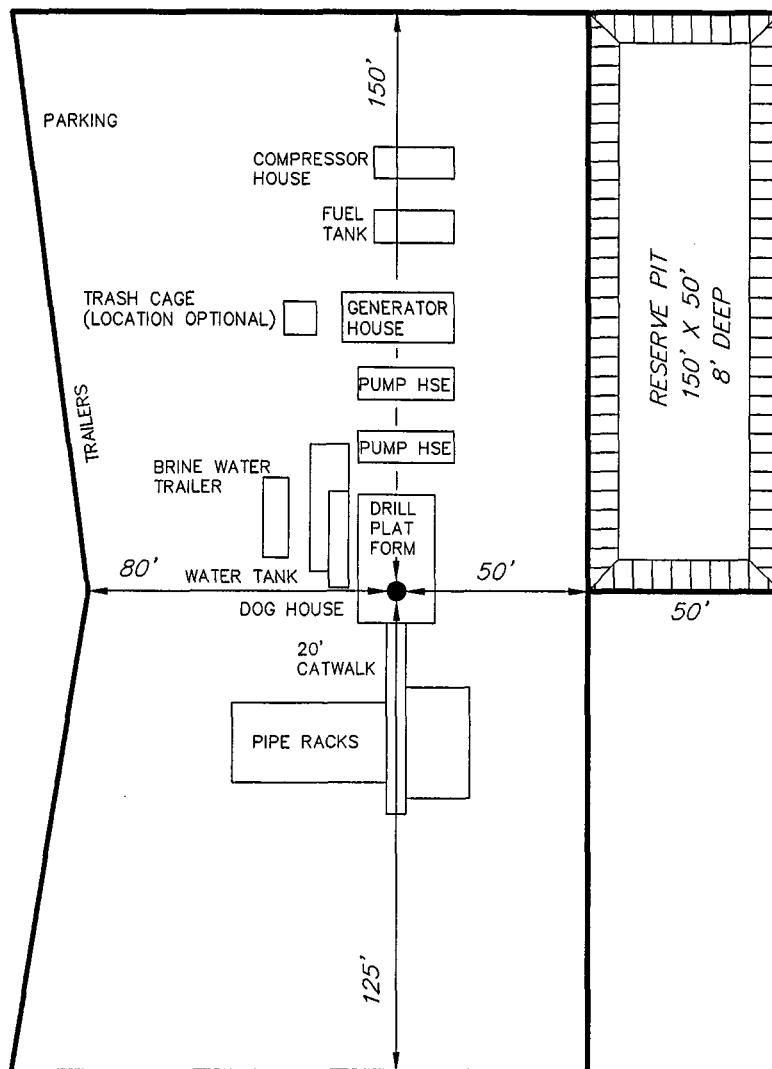 150'
PARKING
COMPRESSOR
HOUSE
FUEL
TANK
TRASH CAGE
(LOCATION OPTIONAL)
GENERATOR
HOUSE
RESERVE PIT
150' X 50'
8' DEEP
PUMP HSE
TRAILERS
PUMP HSE
BRINE WATER
TRAILER
DRILL
PLAT
FORM
80'
WATER TANK
50'
DOG HOUSE
50'
20'
CATWALK
PIPE RACKS
125'